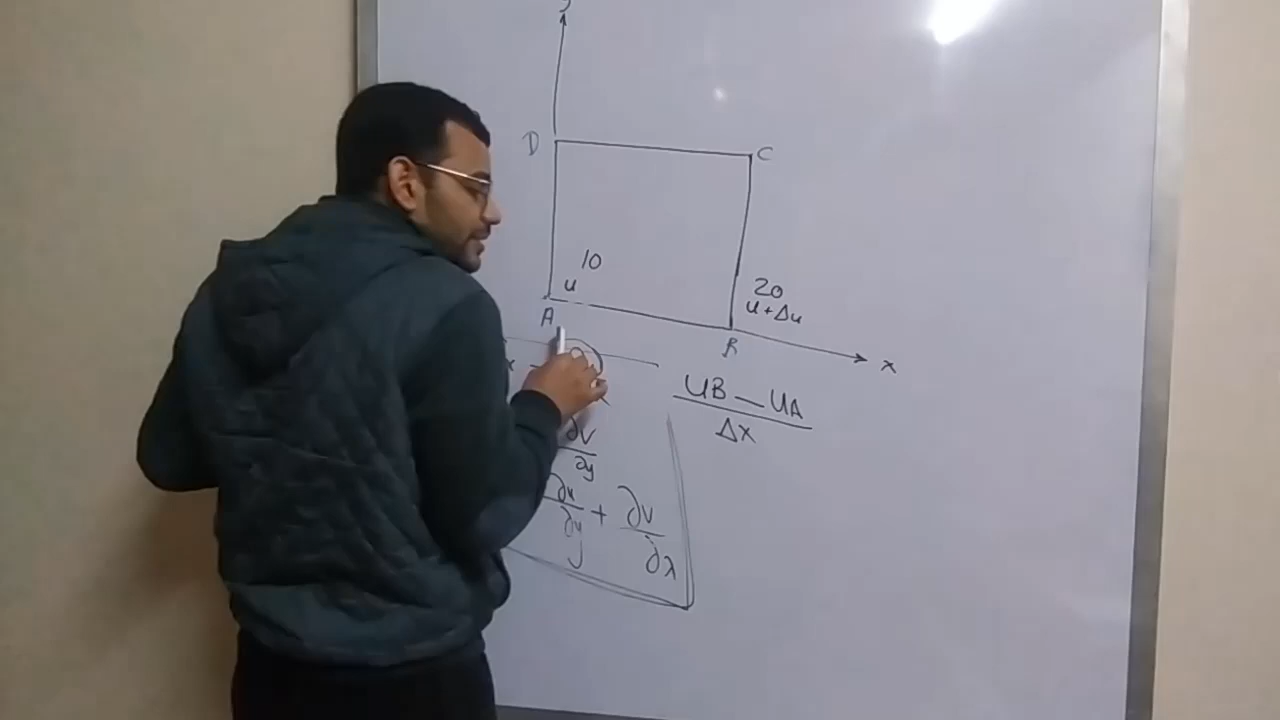 y
D C
10
u
20
u + Δu
A B x
x
UB — UA
Δx
∂v
∂y
∂u + ∂v
∂y ∂x